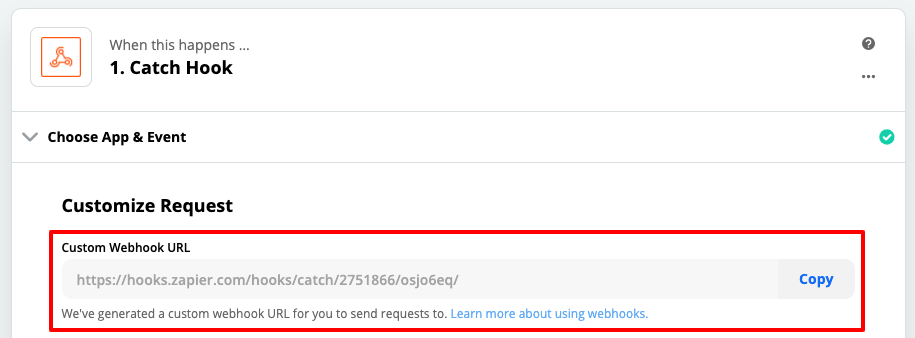 When this happens ...
1. Catch Hook
Choose App & Event
Customize Request
Custom Webhook URL
https://hooks.zapier.com/hooks/catch/2751866/osjo6eq/
Copy
We've generated a custom webhook URL for you to send requests to. Learn more about using webhooks.